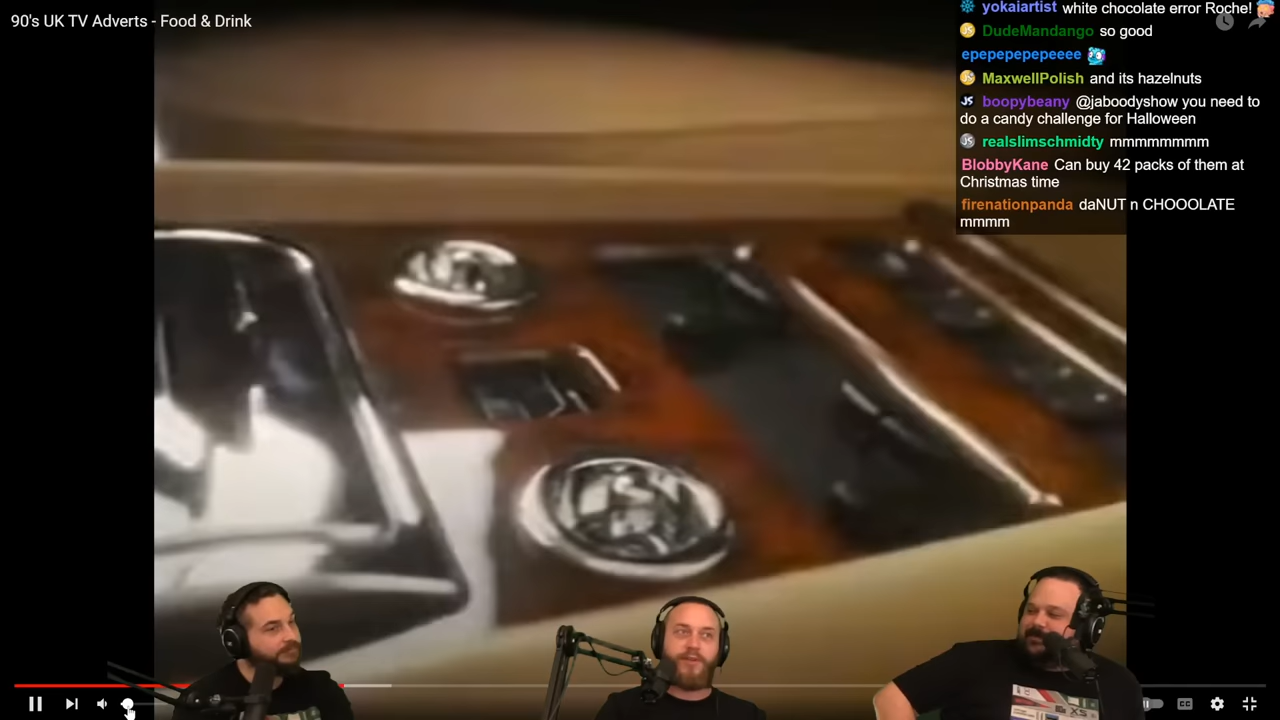 90's UK TV Adverts - Food & Drink
yokaiartist white chocolate error Roche!
DudeMandango so good
epepepepepeeee
MaxwellPolish and its hazelnuts
boopybeany @jaboodyshow you need to
do a candy challenge for Halloween
realslimschmidty mmmmmmmm
BlobbyKane Can buy 42 packs of them at
Christmas time
firenationpanda daNUT n CHOOOLATE
mmmm
XS